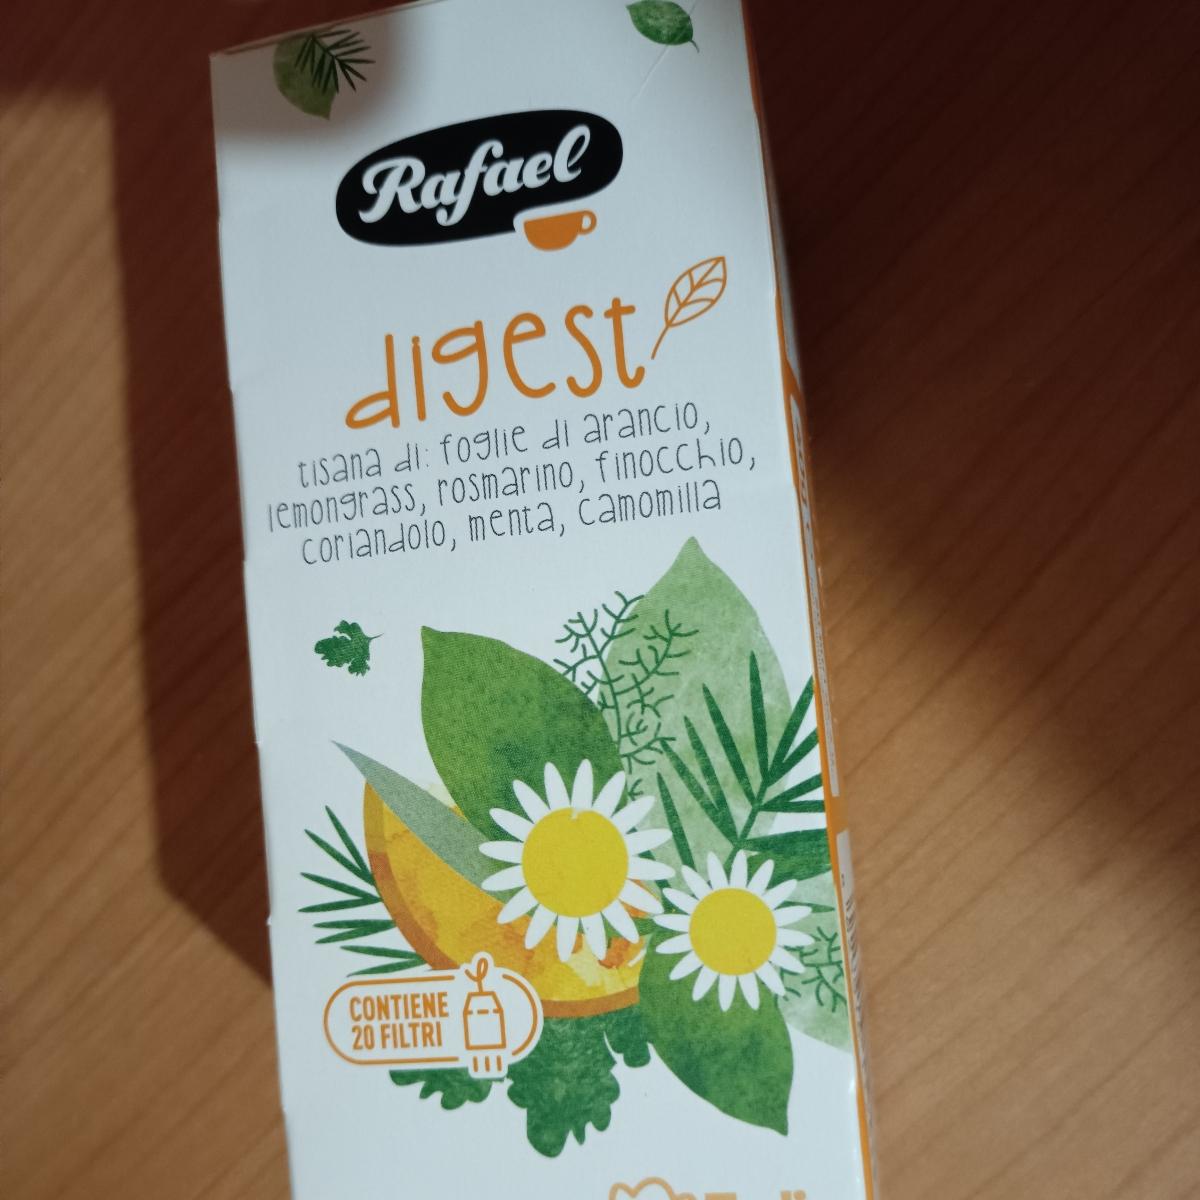 Rafael
digest
tisana di: foglie di arancio,
lemongrass, rosmarino, finocchio,
coriandolo, menta, camomilla
CONTIENE
20 FILTRI